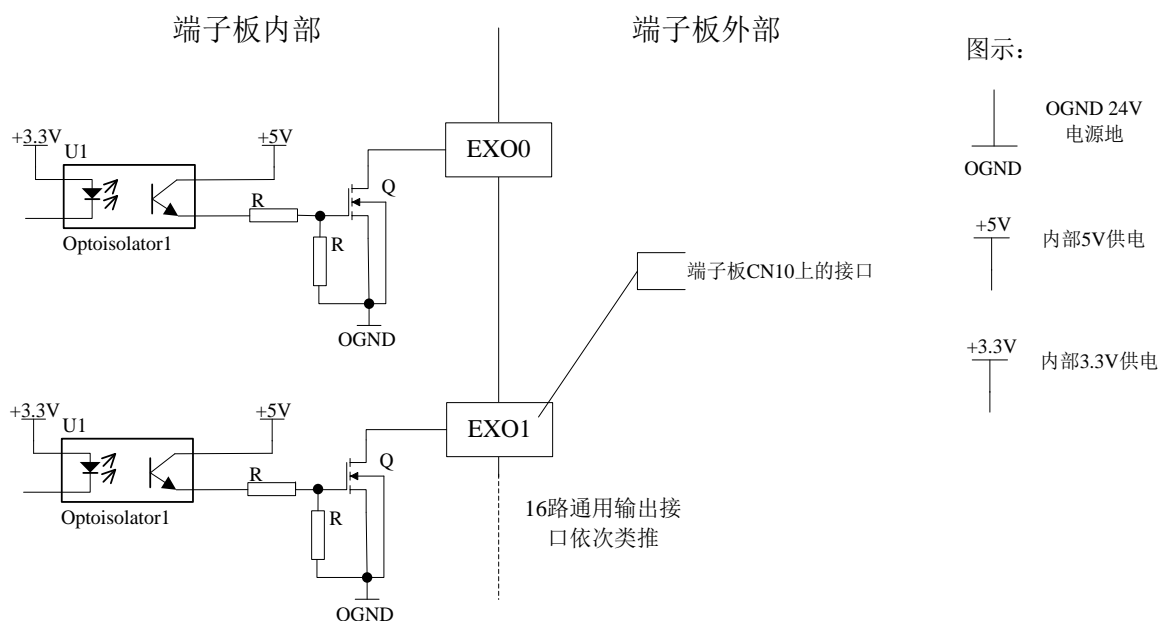 端子板内部
端子板外部
图示：
+3.3V
U1
+5V
Optoisolator1
R
R
Q
OGND
EXO0
OGND 24V
电源地
OGND
+5V
内部5V供电
端子板CN10上的接口
+3.3V
内部3.3V供电
+3.3V
U1
+5V
Optoisolator1
R
R
Q
OGND
EXO1
16路通用输出接
口依次类推